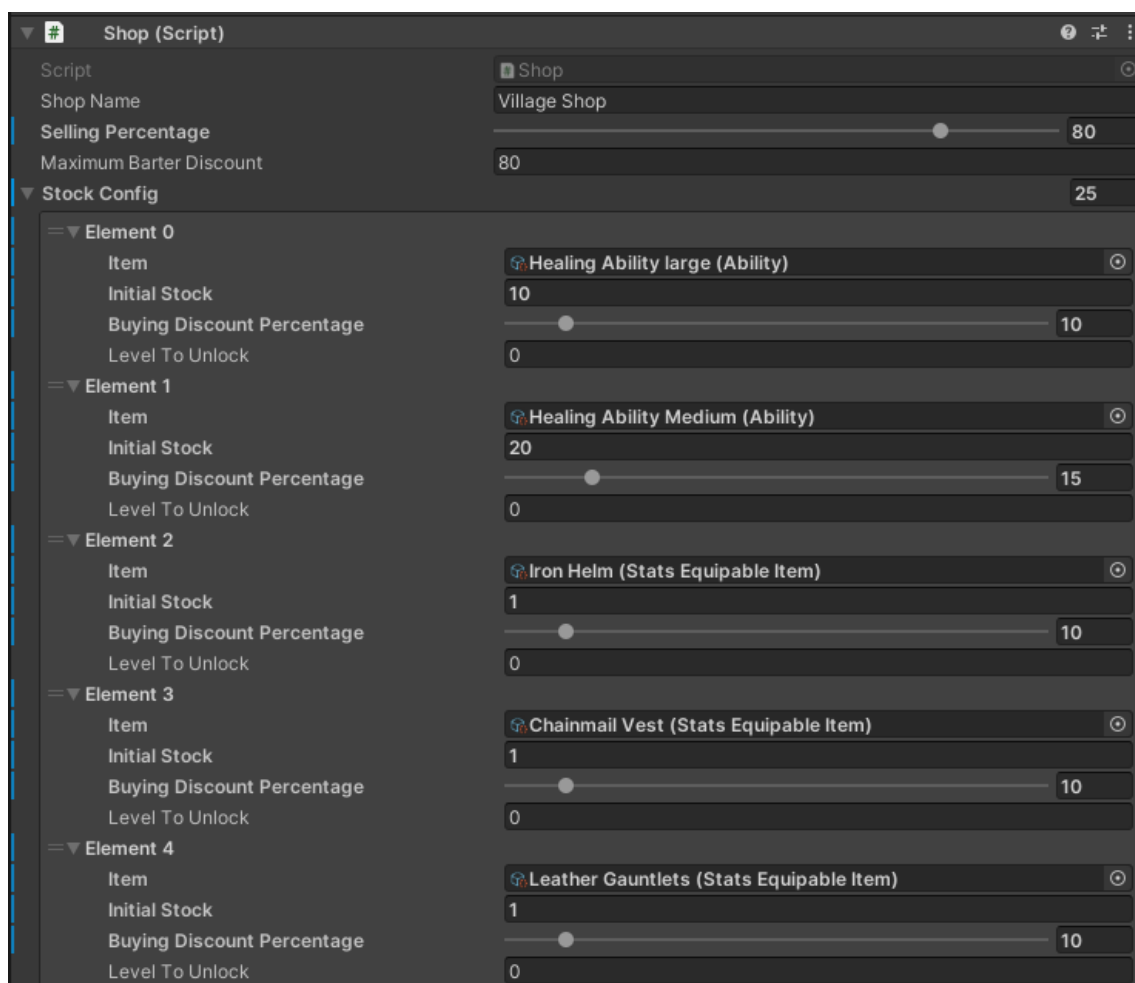 Shop (Script)
Script Shop
Shop Name Village Shop
Selling Percentage 80
Maximum Barter Discount 80
Stock Config 25
Element 0
Item Healing Ability large (Ability)
Initial Stock 10
Buying Discount Percentage 10
Level To Unlock 0
Element 1
Item Healing Ability Medium (Ability)
Initial Stock 20
Buying Discount Percentage 15
Level To Unlock 0
Element 2
Item Iron Helm (Stats Equipable Item)
Initial Stock 1
Buying Discount Percentage 10
Level To Unlock 0
Element 3
Item Chainmail Vest (Stats Equipable Item)
Initial Stock 1
Buying Discount Percentage 10
Level To Unlock 0
Element 4
Item Leather Gauntlets (Stats Equipable Item)
Initial Stock 1
Buying Discount Percentage 10
Level To Unlock 0